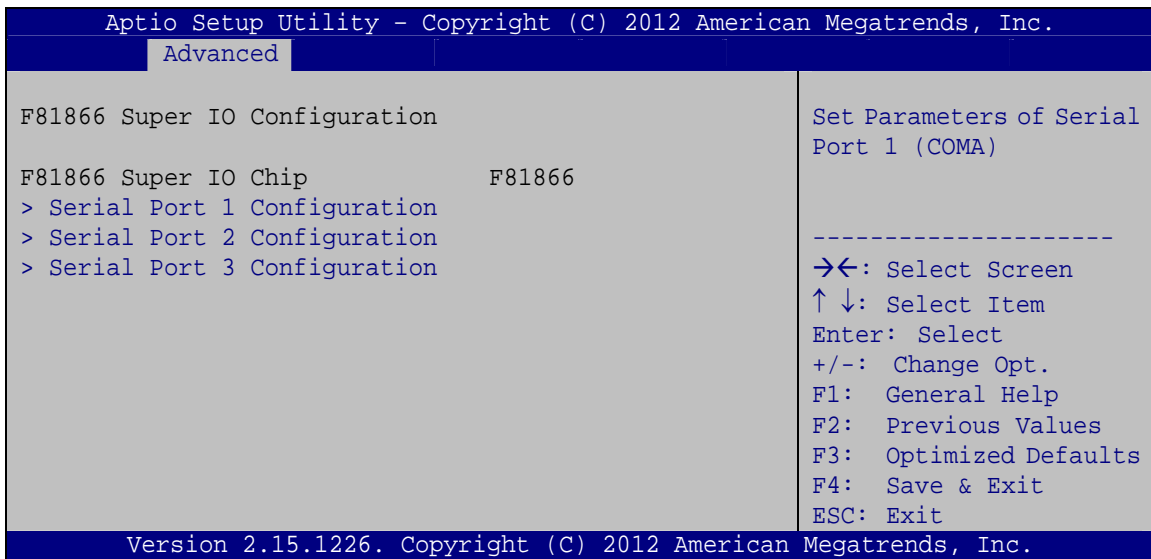 Aptio Setup Utility – Copyright (C) 2012 American Megatrends, Inc.
Advanced
F81866 Super IO Configuration
F81866 Super IO Chip F81866
> Serial Port 1 Configuration
> Serial Port 2 Configuration
> Serial Port 3 Configuration
Set Parameters of Serial
Port 1 (COMA)
---------------------
→←: Select Screen
↑ ↓: Select Item
Enter: Select
+/-: Change Opt.
F1: General Help
F2: Previous Values
F3: Optimized Defaults
F4: Save & Exit
ESC: Exit
Version 2.15.1226. Copyright (C) 2012 American Megatrends, Inc.